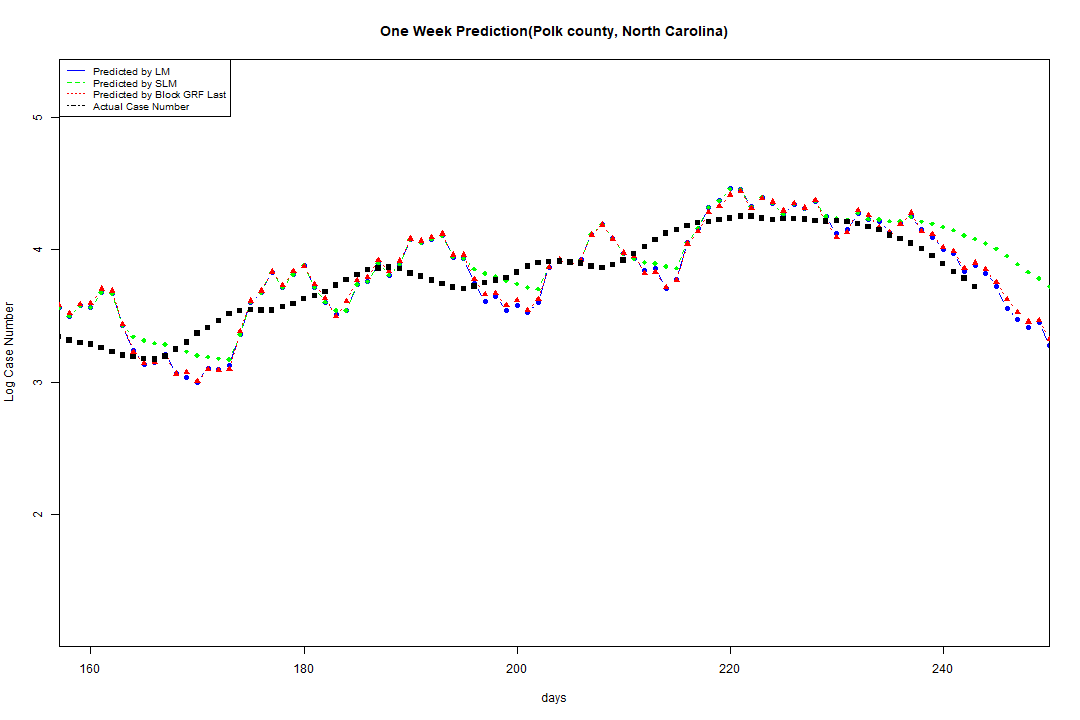 One Week Prediction(Polk county, North Carolina)
Predicted by LM
Predicted by SLM
Predicted by Block GRF Last
Actual Case Number
5
4
3
2
Log Case Number
160 180 200 220 240
days